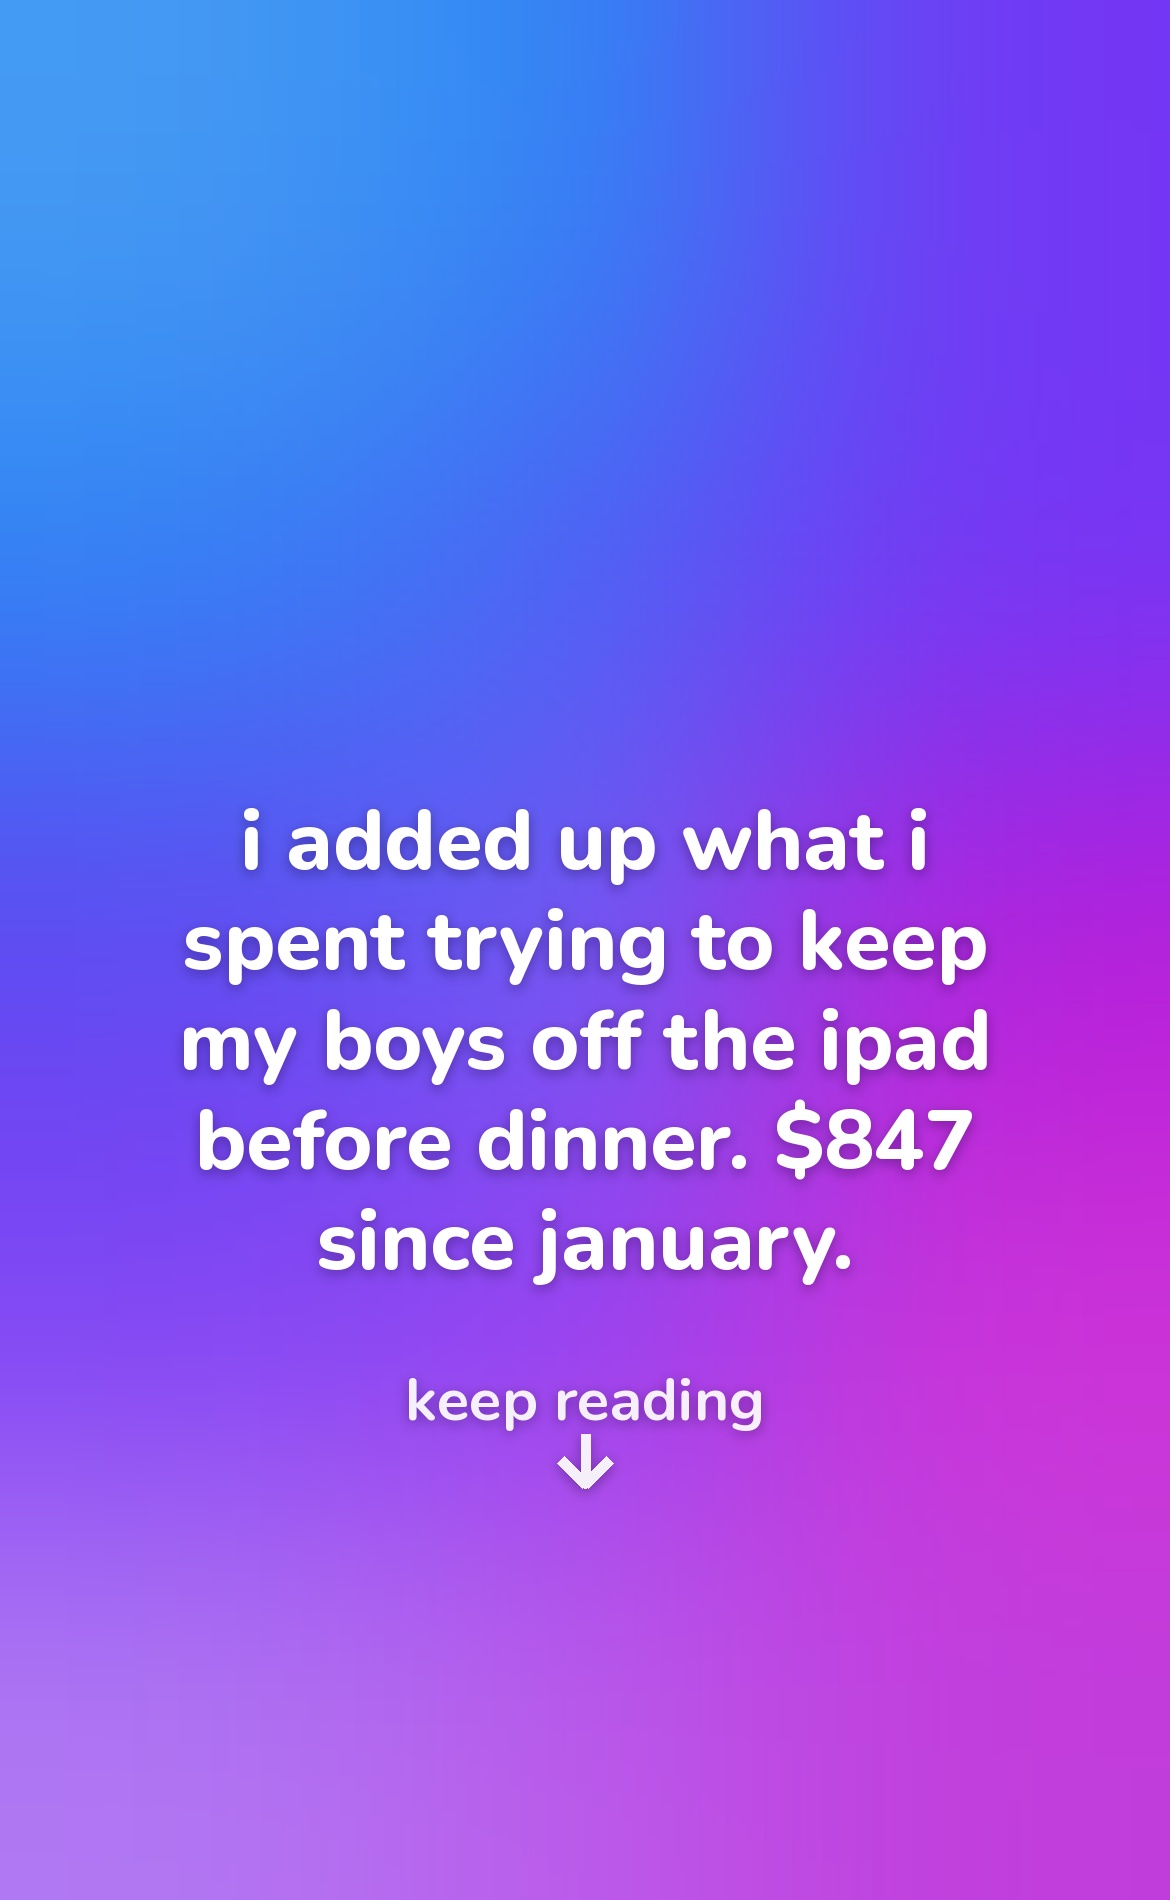 i added up what i
spent trying to keep
my boys off the ipad
before dinner. $847
since january.
keep reading